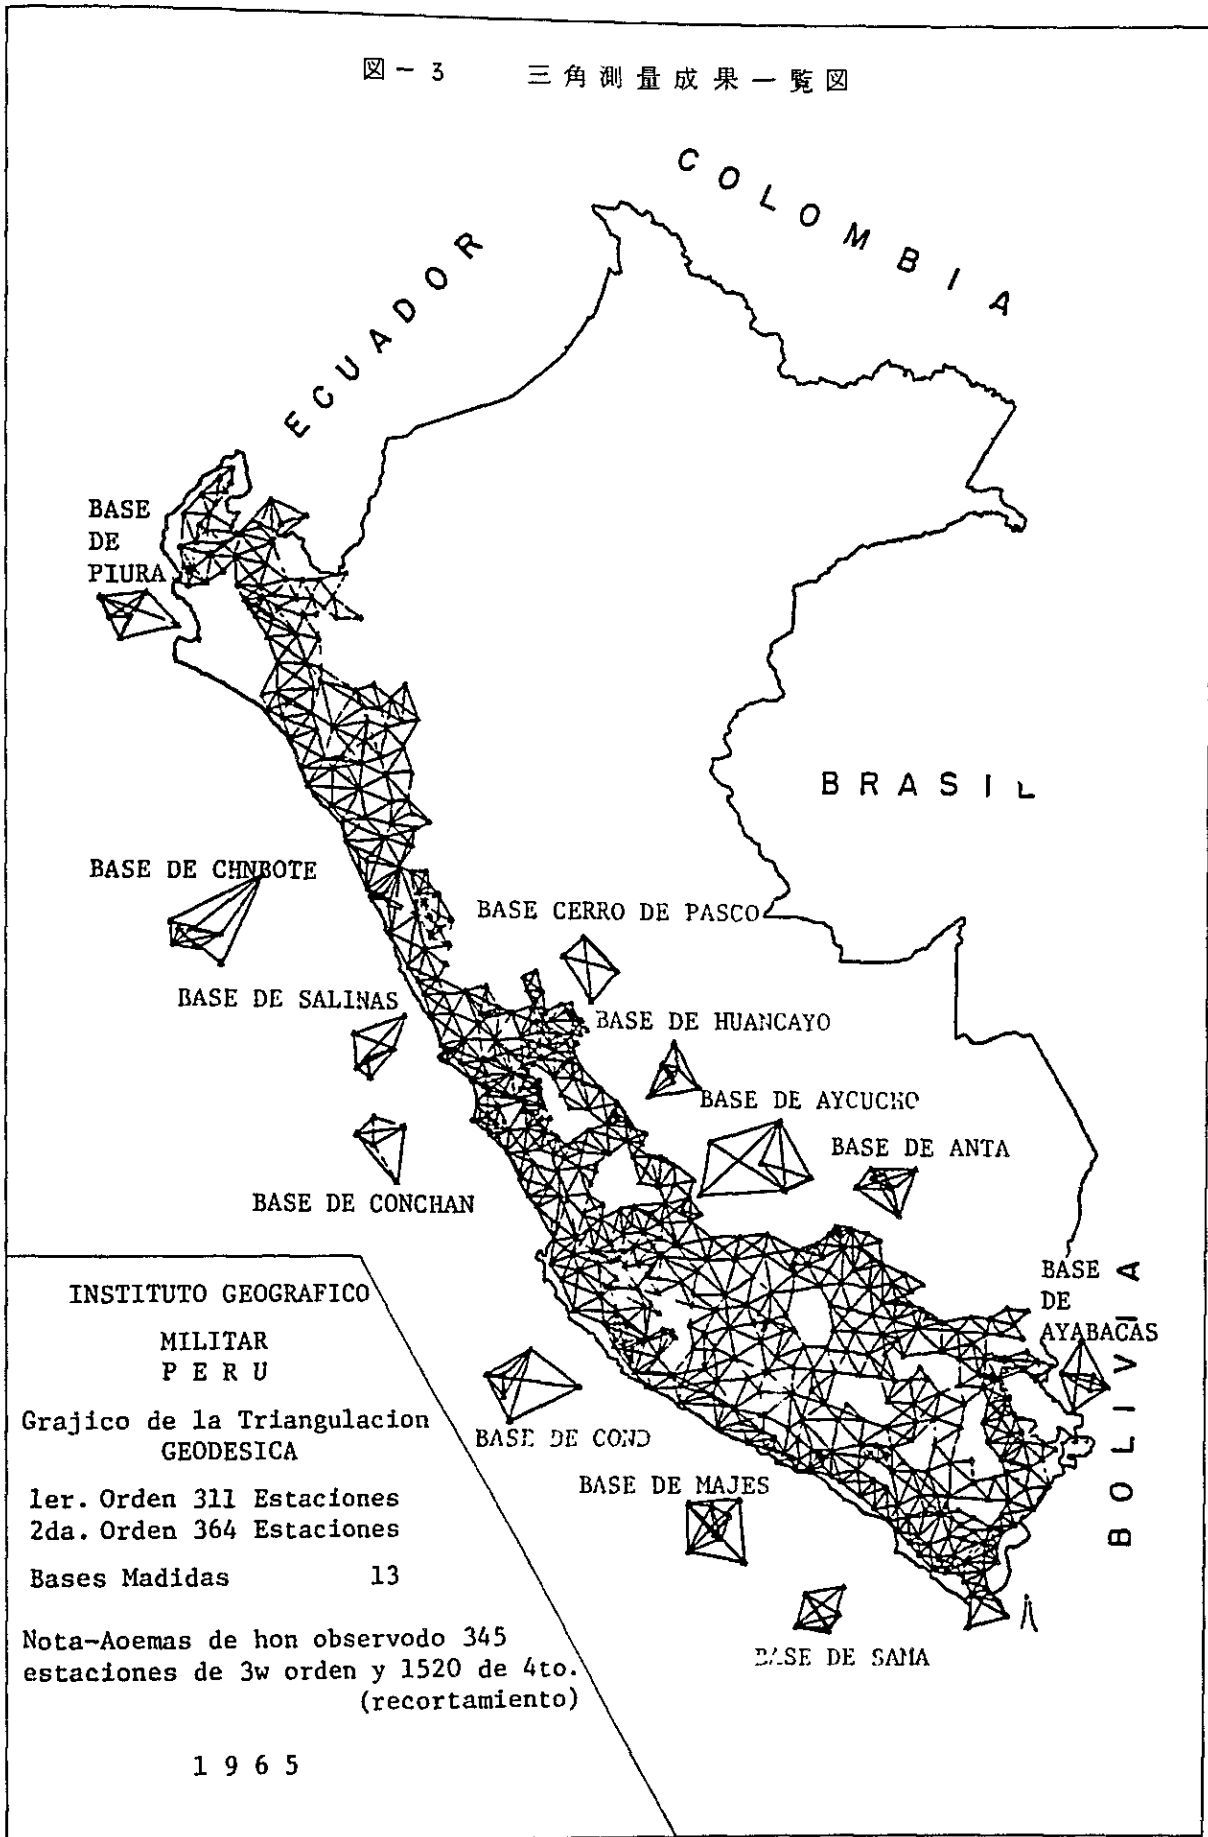 図-3 三角測量成果一覧図
COLOMBIA
ECUADOR
BASE
DE
PIURA
BRASIL
BASE DE CHNBOTE
BASE CERRO DE PASCO
BASE DE SALINAS
BASE DE HUANCAYO
BASE DE AYCUCHO
BASE DE ANTA
BASE DE CONCHAN
BASE
DE
AYABACAS
BOLIVIA
INSTITUTO GEOGRAFICO
MILITAR
PERU
Grajico de la Triangulacion
GEODESICA
1er. Orden 311 Estaciones
2da. Orden 364 Estaciones
Bases Madidas 13
Nota-Aoemas de hon observodo 345
estaciones de 3w orden y 1520 de 4to.
(recortamiento)
1965
BASE DE COND
BASE DE MAJES
BASE DE SAMA